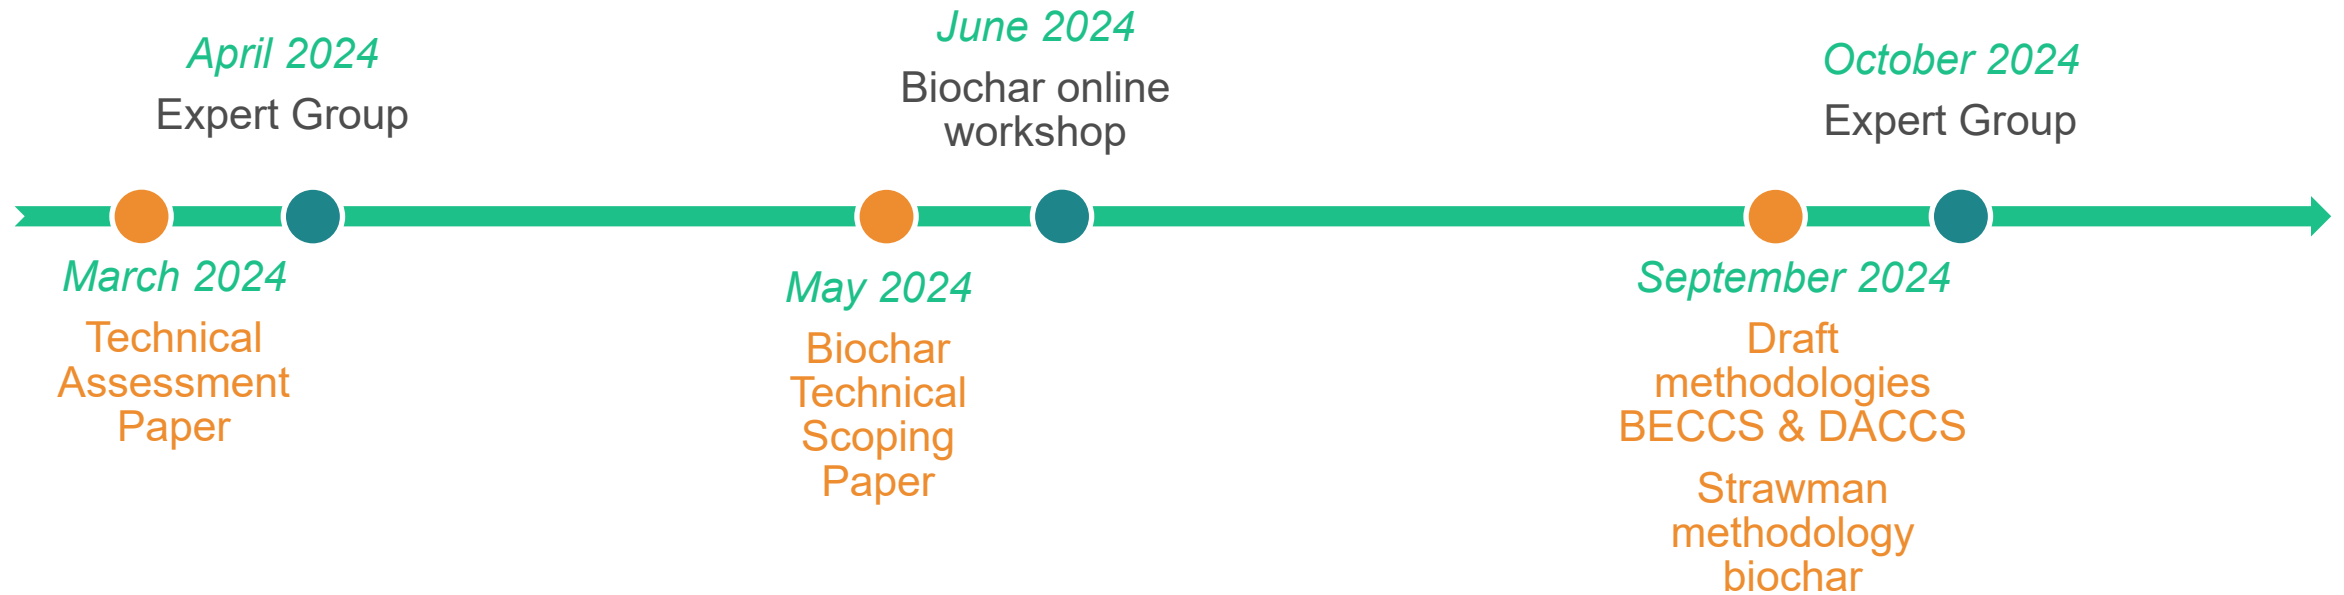 April 2024
Expert Group
June 2024
Biochar online
workshop
October 2024
Expert Group
March 2024
Technical
Assessment
Paper
May 2024
Biochar
Technical
Scoping
Paper
September 2024
Draft
methodologies
BECCS & DACCS
Strawman
methodology
biochar